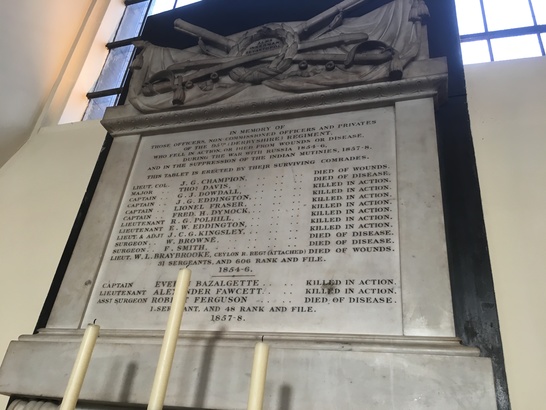 IN MEMORY OF
THOSE OFFICERS, NON-COMMISSIONED OFFICERS AND PRIVATES
OF THE 95TH (DERBYSHIRE) REGIMENT,
WHO FELL IN ACTION, OR DIED FROM WOUNDS OR DISEASE,
DURING THE WAR WITH RUSSIA 1854-6,
AND IN THE SUPPRESSION OF THE INDIAN MUTINIES, 1857-8.
THIS TABLET IS ERECTED BY THEIR SURVIVING COMRADES.
LIEUT. COL. J. G. CHAMPION, DIED OF WOUNDS.
MAJOR THOS DAVIS, DIED OF DISEASE.
CAPTAIN G. J. DOWDALL, KILLED IN ACTION.
CAPTAIN J. G. EDDINGTON, KILLED IN ACTION.
CAPTAIN LIONEL FRASER, KILLED IN ACTION.
CAPTAIN FRED. H. DYMOCK, KILLED IN ACTION.
LIEUTENANT R. G. POLHILL, KILLED IN ACTION.
LIEUTENANT E. W. EDDINGTON, KILLED IN ACTION.
LIEUT & ADJT J. C. G. KINGSLEY, KILLED IN ACTION.
SURGEON W. BROWNE, DIED OF DISEASE.
SURGEON F. SMITH, DIED OF DISEASE.
LIEUT. W. L. BRAYBROOKE, CEYLON R. REGT (ATTACHED) DIED OF WOUNDS.
31 SERGEANTS, AND 606 RANK AND FILE.
1854-6.
CAPTAIN BAZALGETTE KILLED IN ACTION.
LIEUTENANT ALEXANDER FAWCETT KILLED IN ACTION.
ASST SURGEON ROBERT FERGUSON DIED OF DISEASE.
1. SERGEANT, AND 48 RANK AND FILE.
1857-8.